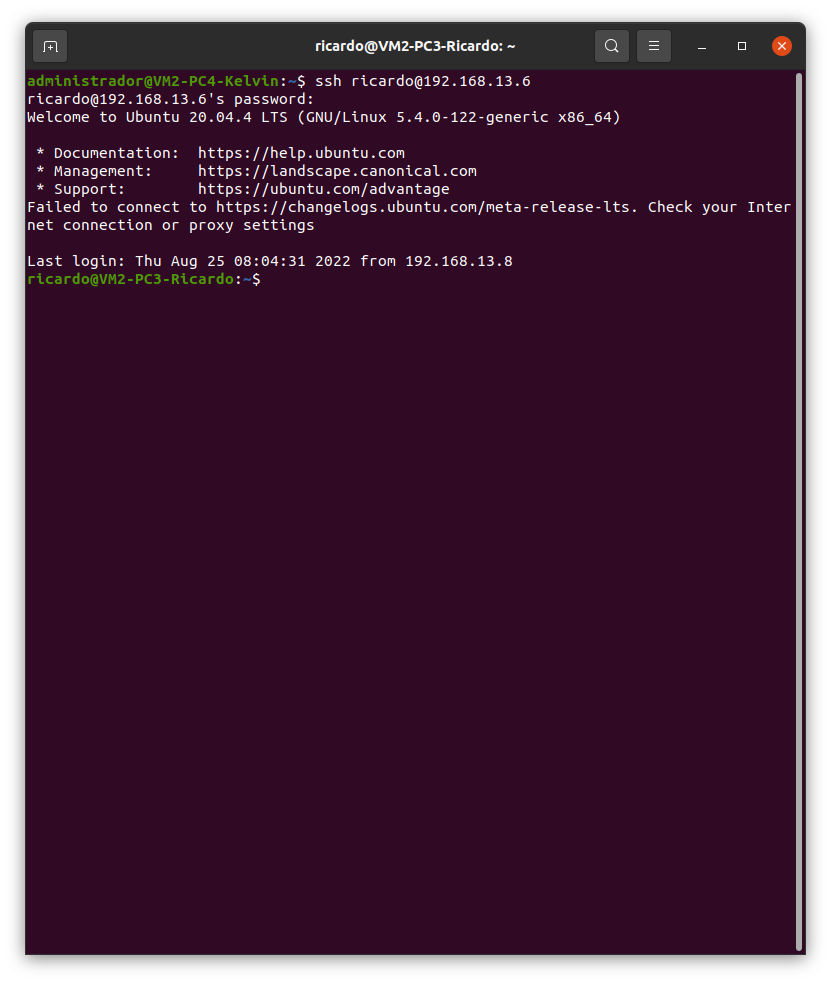 ricardo@VM2-PC3-Ricardo: ~
administrador@VM2-PC4-Kelvin:~$ ssh ricardo@192.168.13.6
ricardo@192.168.13.6's password:
Welcome to Ubuntu 20.04.4 LTS (GNU/Linux 5.4.0-122-generic x86_64)
* Documentation:  https://help.ubuntu.com
* Management:     https://landscape.canonical.com
* Support:        https://ubuntu.com/advantage
Failed to connect to https://changelogs.ubuntu.com/meta-release-lts. Check your Inter
net connection or proxy settings
Last login: Thu Aug 25 08:04:31 2022 from 192.168.13.8
ricardo@VM2-PC3-Ricardo:~$